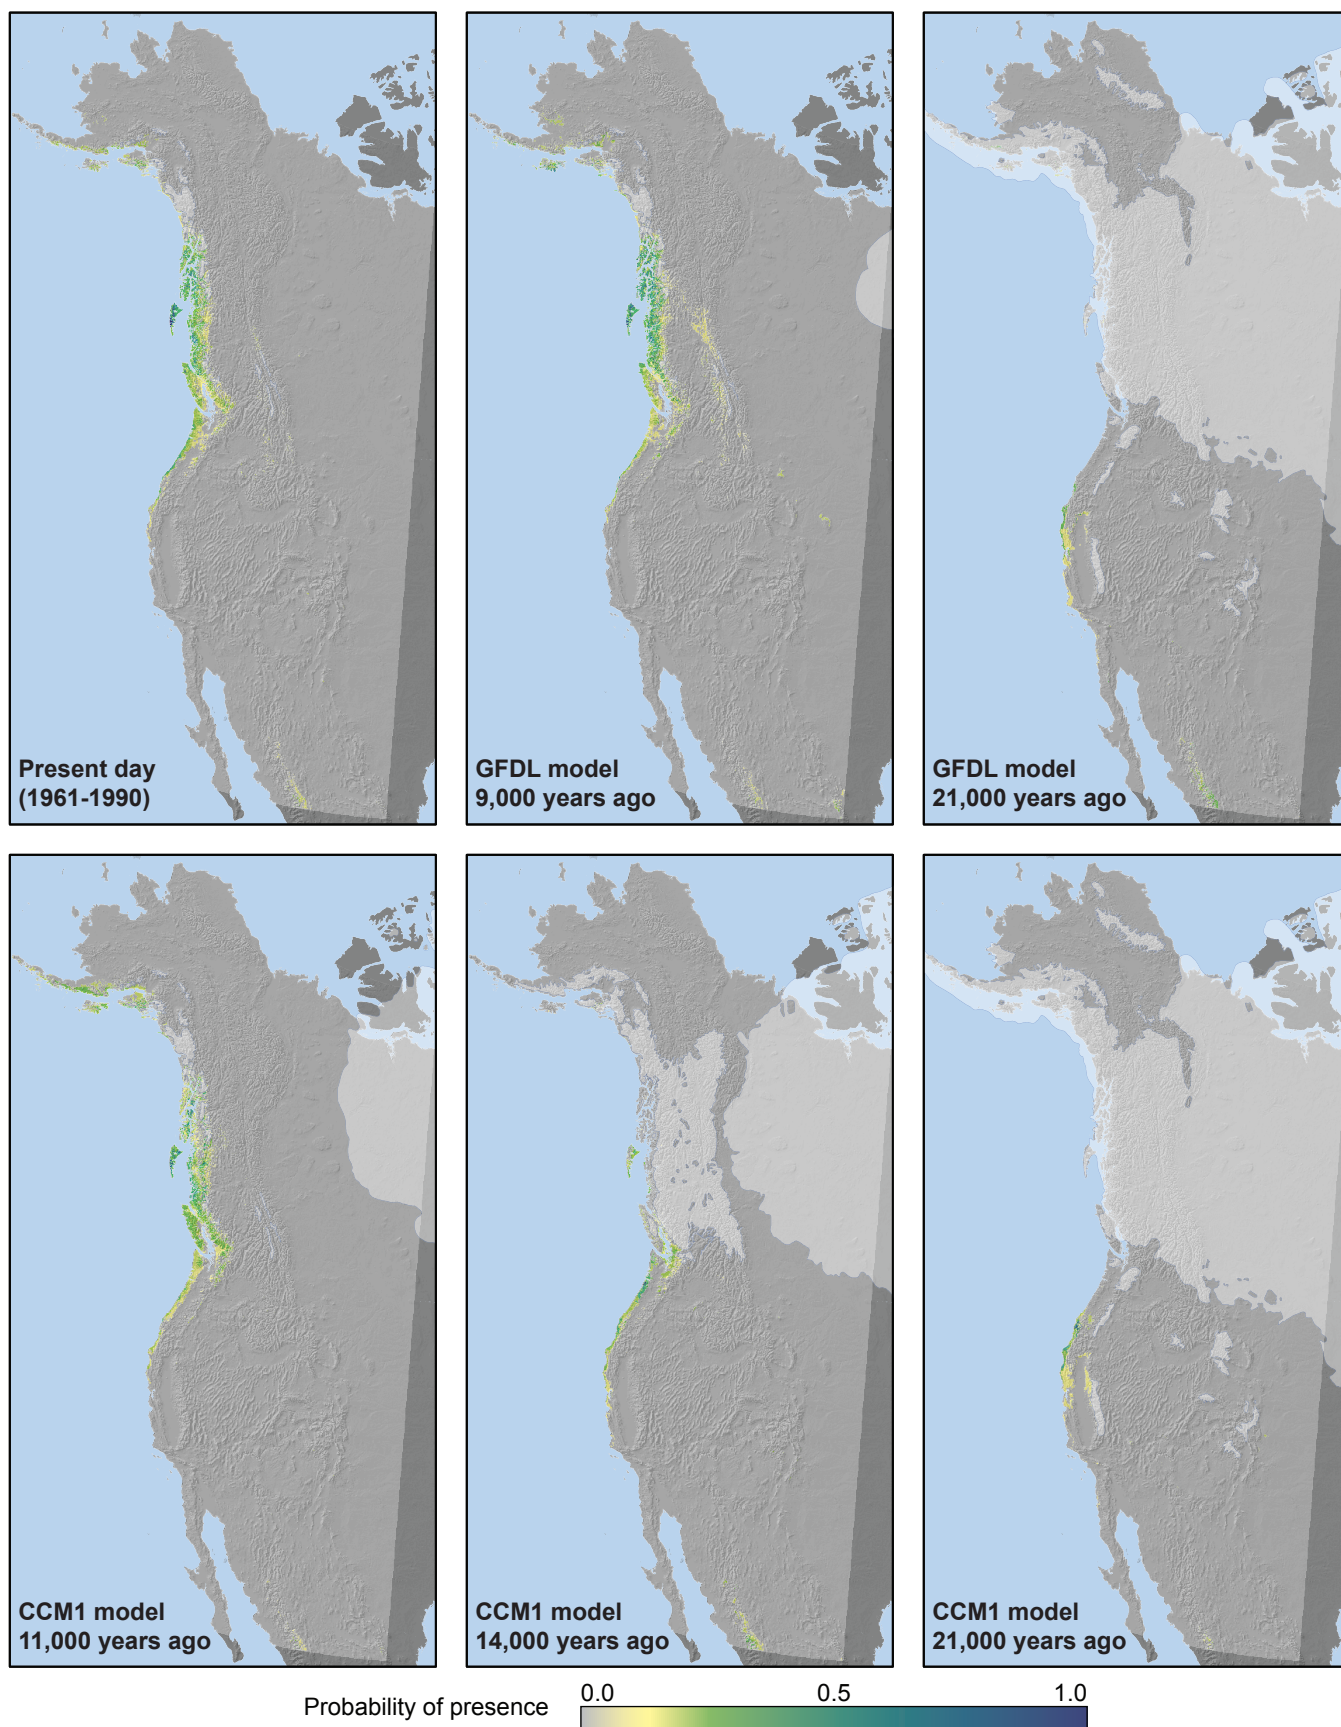 Present day
(1961-1990)
GFDL model
9,000 years ago
GFDL model
21,000 years ago
CCM1 model
11,000 years ago
CCM1 model
14,000 years ago
CCM1 model
21,000 years ago
Probability of presence
0.0 0.5 1.0